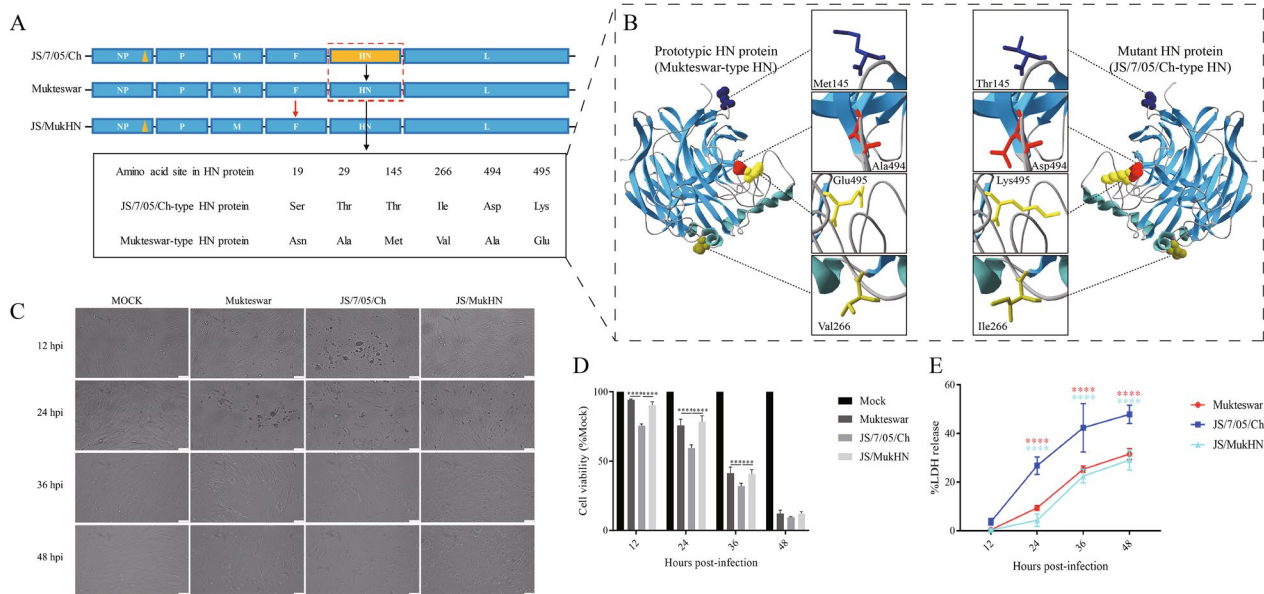 A
JS/7/05/Ch NP P M F HN L
Mukteswar NP P M F HN L
JS/MukHN NP P M F HN L
Amino acid site in HN protein 19 29 145 266 494 495
JS/7/05/Ch-type HN protein Ser Thr Thr Ile Asp Lys
Mukteswar-type HN protein Asn Ala Met Val Ala Glu
B
Prototypic HN protein
(Mukteswar-type HN)
Met145
Ala494
Glu495
Val266
Thr145
Asp494
Lys495
Ile266
Mutant HN protein
(JS/7/05/Ch-type HN)
C
MOCK Mukteswar JS/7/05/Ch JS/MukHN
12 hpi
24 hpi
36 hpi
48 hpi
D
Cell viability (%Mock)
100
50
0
**** ****
**** ****
*** ***
12 24 36 48
Hours post-infection
Mock
Mukteswar
JS/7/05/Ch
JS/MukHN
E
%LDH release
60
40
20
0
**** **** ****
**** **** ****
12 24 36 48
Hours post-infection
Mukteswar
JS/7/05/Ch
JS/MukHN